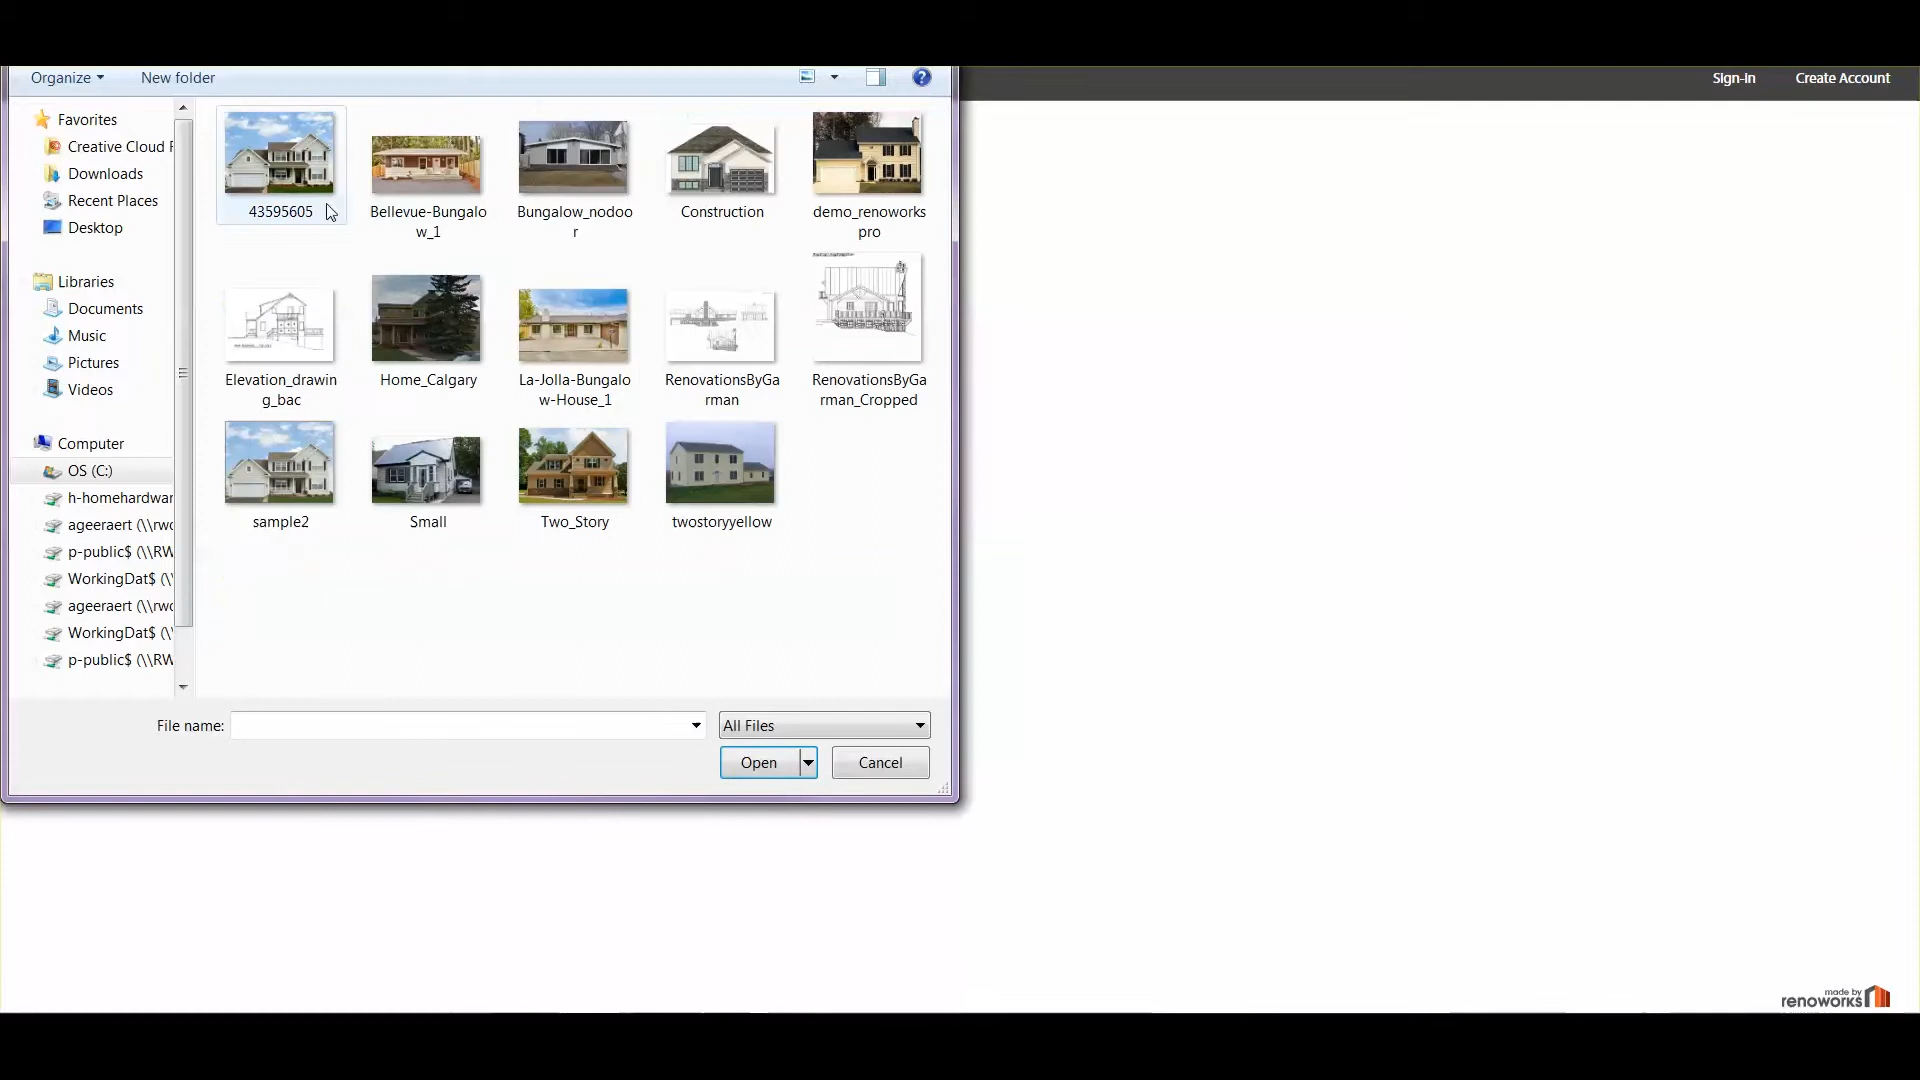 Organize
New folder
Sign-In
Create Account
Favorites
Creative Cloud F
Downloads
Recent Places
Desktop
Libraries
Documents
Music
Pictures
Videos
Computer
OS (C:)
h-homehardwar
ageeraert (\\rwo
p-public$ (\\RW
WorkingDat$ (\\
ageeraert (\\rwo
WorkingDat$ (\\
p-public$ (\\RW
43595605
Bellevue-Bungalo
w_1
Bungalow_nodoo
r
Construction
demo_renoworks
pro
Elevation_drawin
g_bac
Home_Calgary
La-Jolla-Bungalo
w-House_1
RenovationsByGa
rman
RenovationsByGa
rman_Cropped
sample2
Small
Two_Story
twostoryyellow
File name:
All Files
Open
Cancel
made by
renoworks